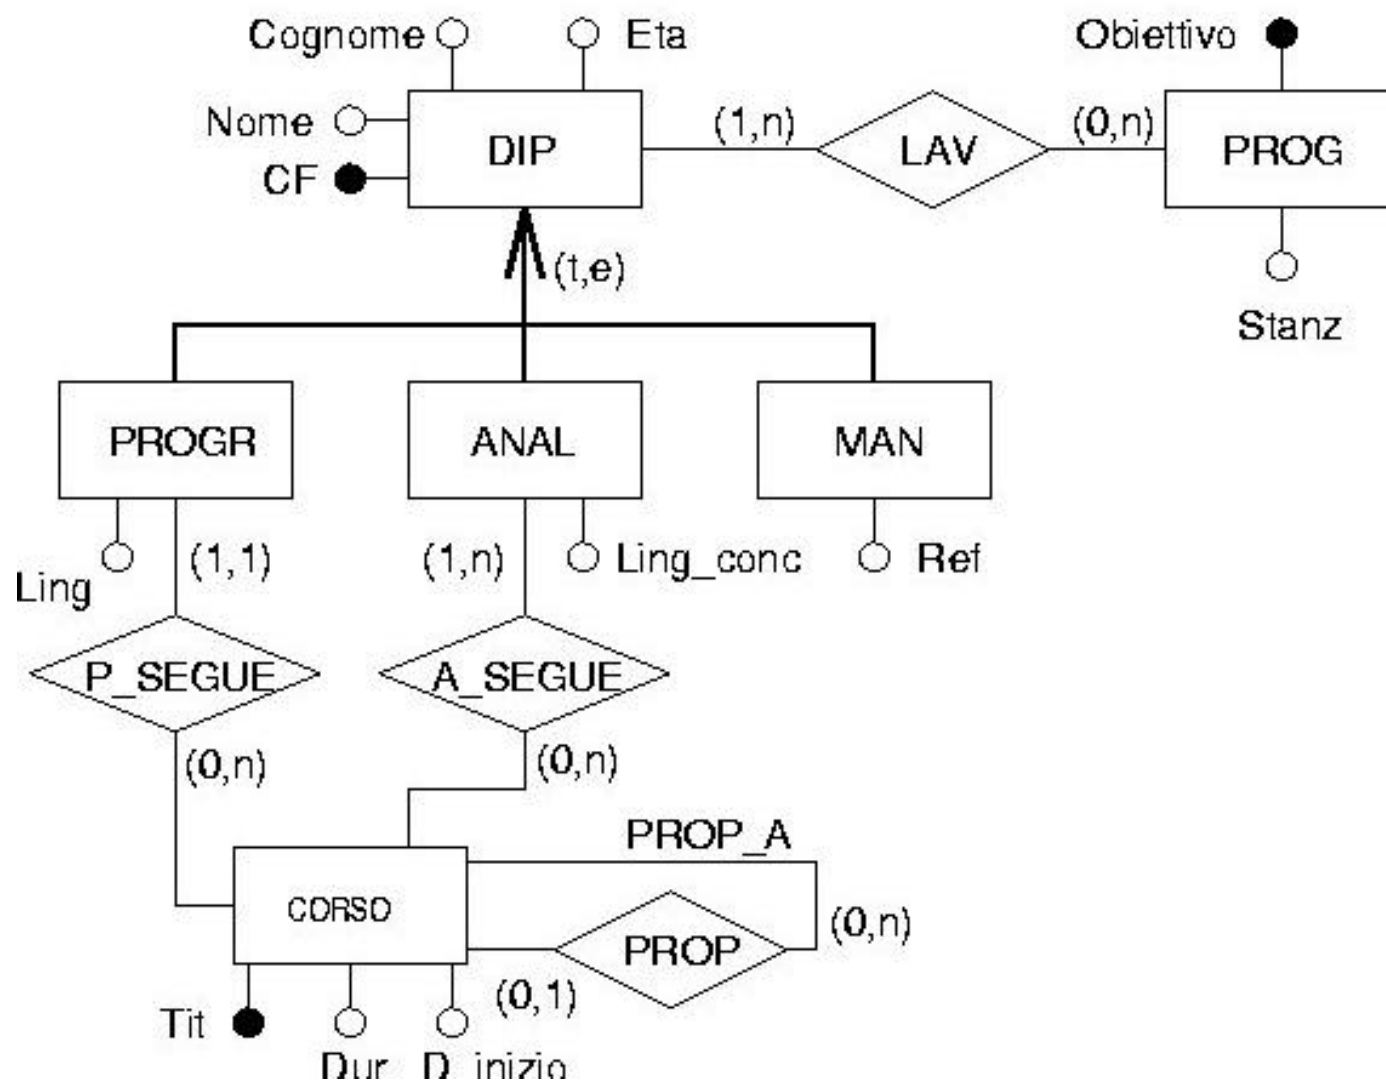 Cognome Eta Obiettivo
Nome DIP (1,n) LAV (0,n) PROG
CF
(t,e)
Stanz
PROGR ANAL MAN
Ling (1,1) (1,n) Ling_conc Ref
P_SEGUE A_SEGUE
(0,n) (0,n)
PROP_A
CORSO PROP (0,n)
(0,1)
Tit
Dur D_inizio